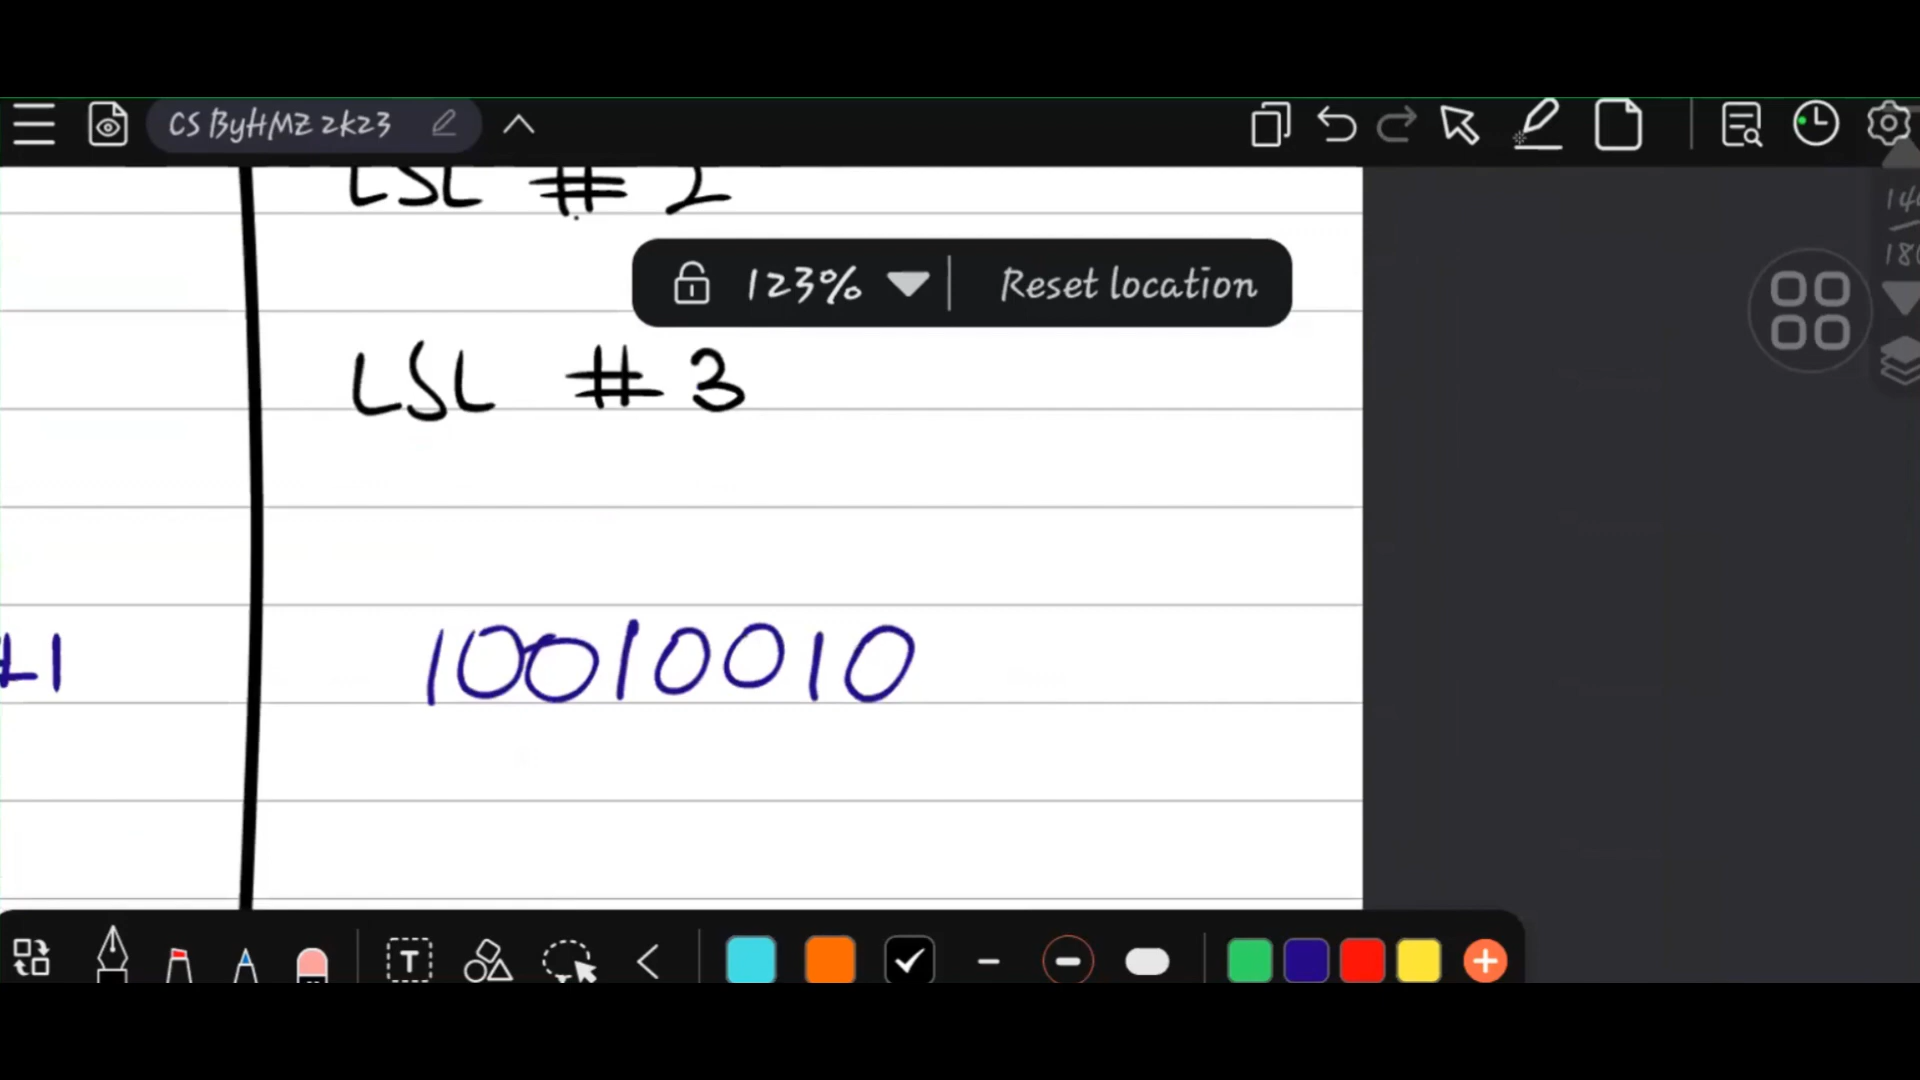 CS ByHMZ 2k23
LSL # 2
123% Reset location
LSL # 3
10010010
T